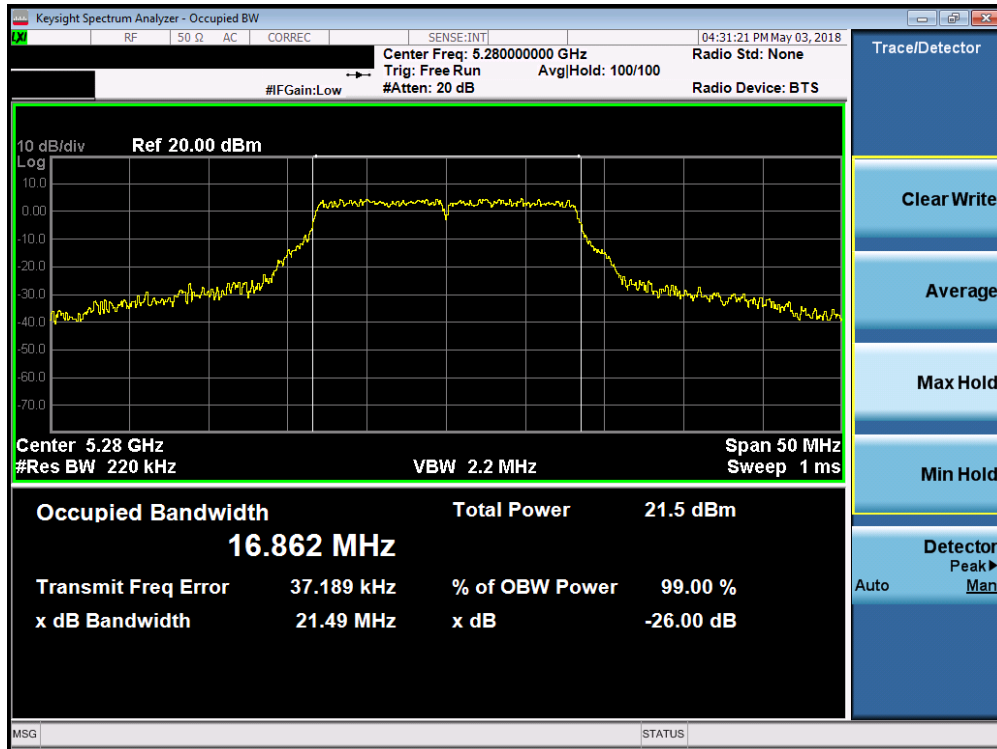 Keysight Spectrum Analyzer - Occupied BW
LXI RF 50 Ω AC CORREC SENSE:INT 04:31:21 PM May 03, 2018
Center Freq: 5.280000000 GHz Radio Std: None
Trig: Free Run Avg|Hold: 100/100
#IFGain:Low #Atten: 20 dB Radio Device: BTS
10 dB/div Ref 20.00 dBm
Log
10.0
0.00
-10.0
-20.0
-30.0
-40.0
-50.0
-60.0
-70.0
Center 5.28 GHz Span 50 MHz
#Res BW 220 kHz VBW 2.2 MHz Sweep 1 ms
Occupied Bandwidth Total Power 21.5 dBm
16.862 MHz
Transmit Freq Error 37.189 kHz % of OBW Power 99.00 %
x dB Bandwidth 21.49 MHz x dB -26.00 dB
MSG STATUS
Trace/Detector
Clear Write
Average
Max Hold
Min Hold
Detector
Peak▶
Auto Man